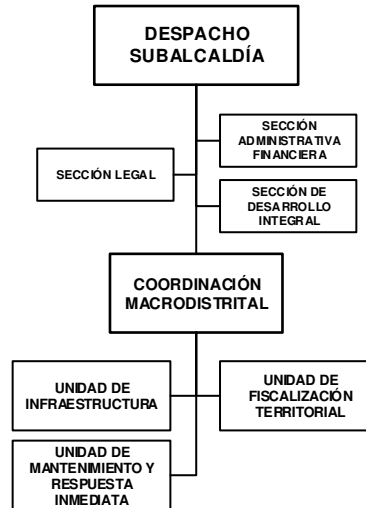 DESPACHO
SUBALCALDÍA
SECCIÓN
ADMINISTRATIVA
FINANCIERA
SECCIÓN LEGAL
SECCIÓN DE
DESARROLLO
INTEGRAL
COORDINACIÓN
MACRODISTRITAL
UNIDAD DE
INFRAESTRUCTURA
UNIDAD DE
FISCALIZACIÓN
TERRITORIAL
UNIDAD DE
MANTENIMIENTO Y
RESPUESTA
INMEDIATA